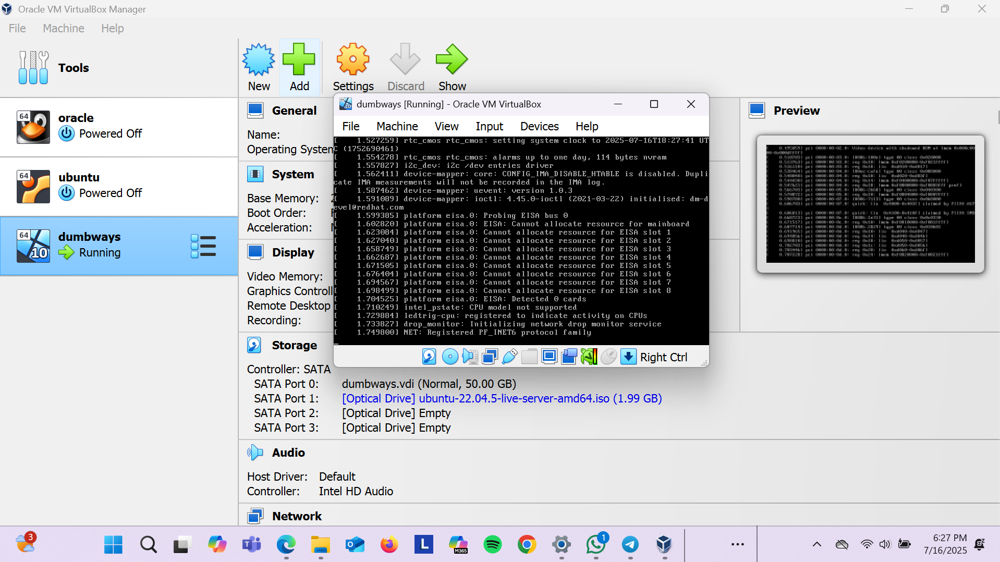 Oracle VM VirtualBox Manager
File Machine Help
Tools
New Add Settings Discard Show
64
oracle
Powered Off
64
ubuntu
Powered Off
64
10
dumbways
Running
General
Name:
Operating System
System
Base Memory:
Boot Order:
Acceleration:
Display
Video Memory:
Graphics Controll
Remote Desktop
Recording:
Storage
Controller: SATA
SATA Port 0: dumbways.vdi (Normal, 50.00 GB)
SATA Port 1: [Optical Drive] ubuntu-22.04.5-live-server-amd64.iso (1.99 GB)
SATA Port 2: [Optical Drive] Empty
SATA Port 3: [Optical Drive] Empty
Audio
Host Driver: Default
Controller: Intel HD Audio
Network
dumbways [Running] - Oracle VM VirtualBox
File Machine View Input Devices Help
[ 1.527259] rtc_cmos rtc_cmos: setting system clock to 2025-07-16T18:27:41 UT
C (1752690461)
[ 1.554278] rtc_cmos rtc_cmos: alarms up to one day, 114 bytes nvram
[ 1.557827] i2c_dev: i2c /dev entries driver
[ 1.562411] device-mapper: core: CONFIG_IMA_DISABLE_HTABLE is disabled. Dupli
cate IMA measurements will not be recorded in the IMA log.
[ 1.587462] device-mapper: uevent: version 1.0.3
[ 1.591089] device-mapper: ioctl: 4.45.0-ioctl (2021-03-22) initialised: dm-d
evel@redhat.com
[ 1.599385] platform eisa.0: Probing EISA bus 0
[ 1.602820] platform eisa.0: EISA: Cannot allocate resource for mainboard
[ 1.623084] platform eisa.0: Cannot allocate resource for EISA slot 1
[ 1.627040] platform eisa.0: Cannot allocate resource for EISA slot 2
[ 1.658749] platform eisa.0: Cannot allocate resource for EISA slot 3
[ 1.662687] platform eisa.0: Cannot allocate resource for EISA slot 4
[ 1.671505] platform eisa.0: Cannot allocate resource for EISA slot 5
[ 1.676404] platform eisa.0: Cannot allocate resource for EISA slot 6
[ 1.694567] platform eisa.0: Cannot allocate resource for EISA slot 7
[ 1.698499] platform eisa.0: Cannot allocate resource for EISA slot 8
[ 1.704525] platform eisa.0: EISA: Detected 0 cards
[ 1.710249] intel_pstate: CPU model not supported
[ 1.729884] ledtrig-cpu: registered to indicate activity on CPUs
[ 1.733827] drop_monitor: Initializing network drop monitor service
[ 1.749800] NET: Registered PF_INET6 protocol family
Right Ctrl
Preview
3
L
M365
1
6:27 PM
7/16/2025